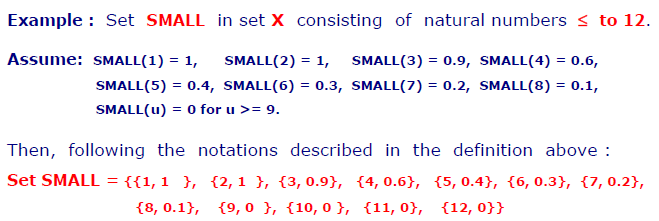 Example : Set SMALL in set X consisting of natural numbers ≤ to 12.
Assume: SMALL(1) = 1, SMALL(2) = 1, SMALL(3) = 0.9, SMALL(4) = 0.6,
SMALL(5) = 0.4, SMALL(6) = 0.3, SMALL(7) = 0.2, SMALL(8) = 0.1,
SMALL(u) = 0 for u >= 9.
Then, following the notations described in the definition above :
Set SMALL = {{1, 1 }, {2, 1 }, {3, 0.9}, {4, 0.6}, {5, 0.4}, {6, 0.3}, {7, 0.2},
{8, 0.1}, {9, 0 }, {10, 0 }, {11, 0}, {12, 0}}